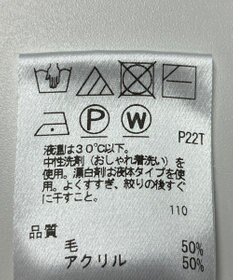 P W P22T
液温は30℃以下。
中性洗剤(おしゃれ着洗い)を
使用。漂白剤は液体タイプを使
用。よくすすぎ、絞りの後すぐ
に干すこと。
110
品質
毛 50%
アクリル 50%